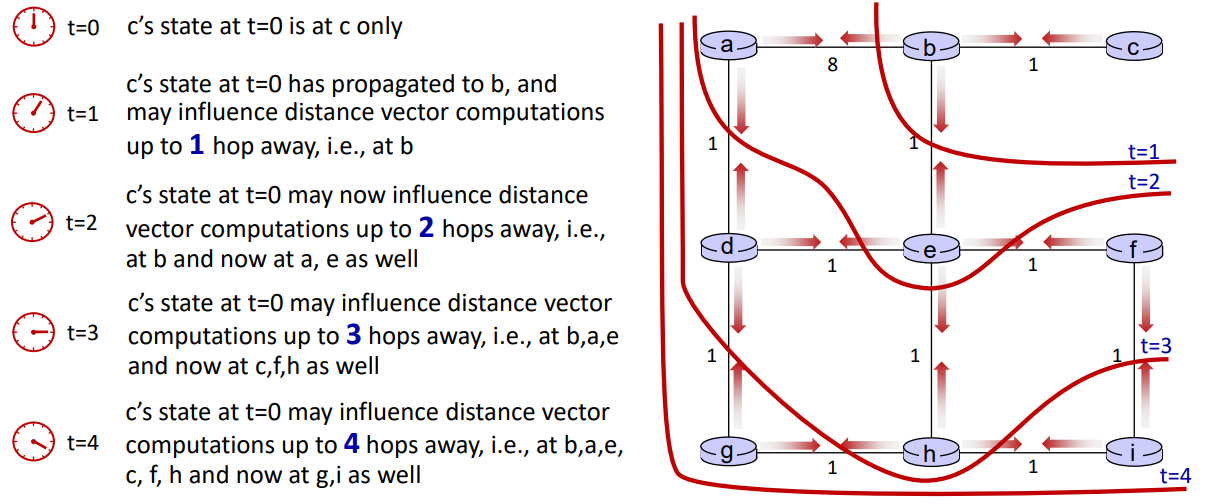 t=0 c’s state at t=0 is at c only
t=1 c’s state at t=0 has propagated to b, and
may influence distance vector computations
up to 1 hop away, i.e., at b
t=2 c’s state at t=0 may now influence distance
vector computations up to 2 hops away, i.e.,
at b and now at a, e as well
t=3 c’s state at t=0 may influence distance vector
computations up to 3 hops away, i.e., at b,a,e
and now at c,f,h as well
t=4 c’s state at t=0 may influence distance vector
computations up to 4 hops away, i.e., at b,a,e,
c, f, h and now at g,i as well
a b c
8 1
1 1
t=1
t=2
d e f
1 1
1 1 1
t=3
g h i
1 1
t=4